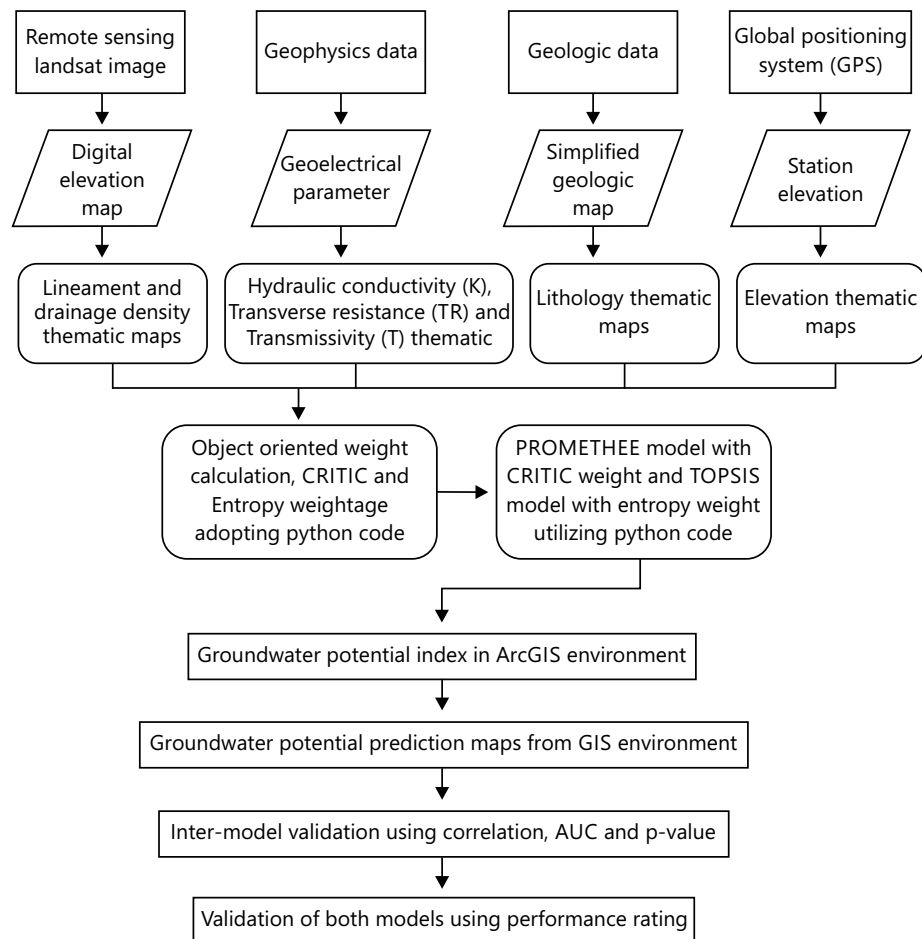 Remote sensing
landsat image
Geophysics data
Geologic data
Global positioning
system (GPS)
Digital
elevation
map
Geoelectrical
parameter
Simplified
geologic
map
Station
elevation
Lineament and
drainage density
thematic maps
Hydraulic conductivity (K),
Transverse resistance (TR) and
Transmissivity (T) thematic
Lithology thematic
maps
Elevation thematic
maps
Object oriented weight
calculation, CRITIC and
Entropy weightage
adopting python code
PROMETHEE model with
CRITIC weight and TOPSIS
model with entropy weight
utilizing python code
Groundwater potential index in ArcGIS environment
Groundwater potential prediction maps from GIS environment
Inter-model validation using correlation, AUC and p-value
Validation of both models using performance rating